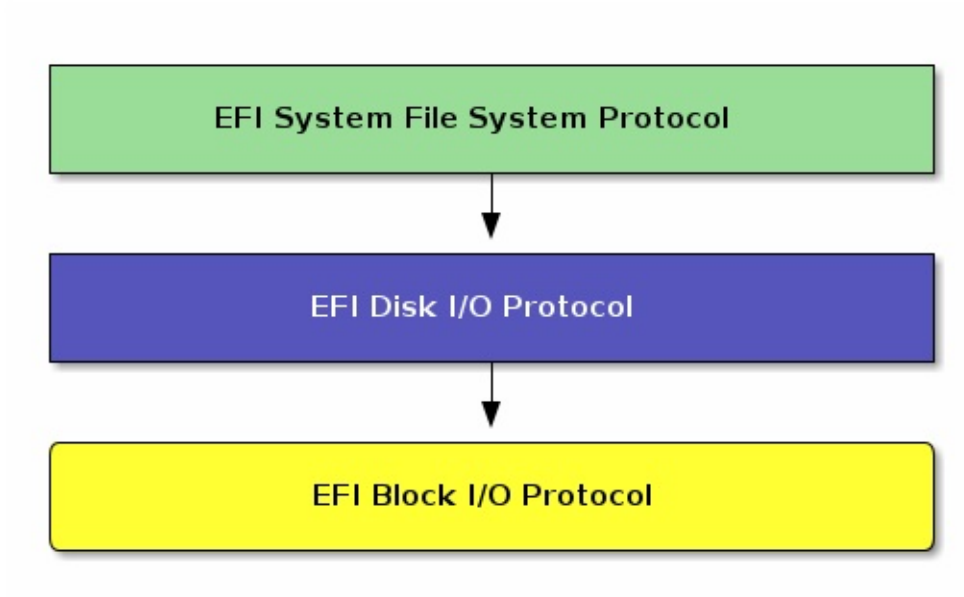 EFI System File System Protocol
EFI Disk I/O Protocol
EFI Block I/O Protocol